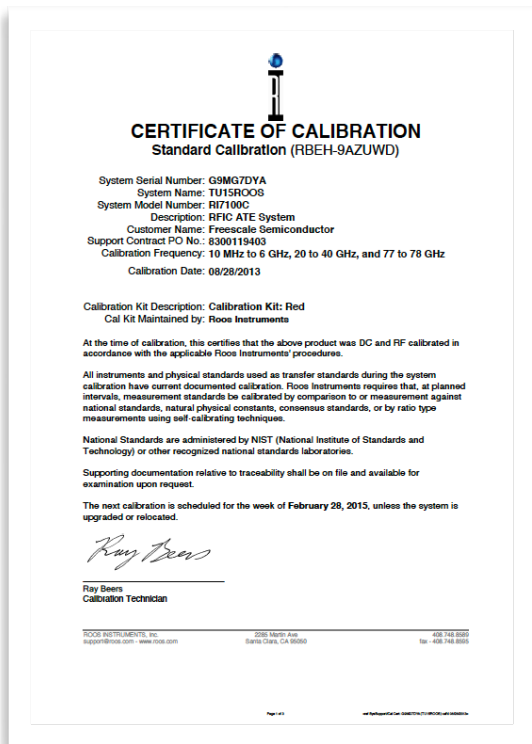 CERTIFICATE OF CALIBRATION
Standard Calibration (RBEH-9AZUWD)
System Serial Number: G9MG7DYA
System Name: TU15ROOS
System Model Number: RI7100C
Description: RFIC ATE System
Customer Name: Freescale Semiconductor
Support Contract PO No.: 8300119403
Calibration Frequency: 10 MHz to 6 GHz, 20 to 40 GHz, and 77 to 78 GHz
Calibration Date: 08/28/2013
Calibration Kit Description: Calibration Kit: Red
Cal Kit Maintained by: Roos Instruments
At the time of calibration, this certifies that the above product was DC and RF calibrated in
accordance with the applicable Roos Instruments' procedures.
All instruments and physical standards used as transfer standards during the system
calibration have current documented calibration. Roos Instruments requires that, at planned
intervals, measurement standards be calibrated by comparison to or measurement against
national standards, natural physical constants, consensus standards, or by ratio type
measurements using self-calibrating techniques.
National Standards are administered by NIST (National Institute of Standards and
Technology) or other recognized national standards laboratories.
Supporting documentation relative to traceability shall be on file and available for
examination upon request.
The next calibration is scheduled for the week of February 28, 2015, unless the system is
upgraded or relocated.
Ray Beers
Ray Beers
Calibration Technician
ROOS INSTRUMENTS, Inc. 2285 Martin Ave 408.748.8589
support@roos.com - www.roos.com Santa Clara, CA 95050 fax - 408.748.8595